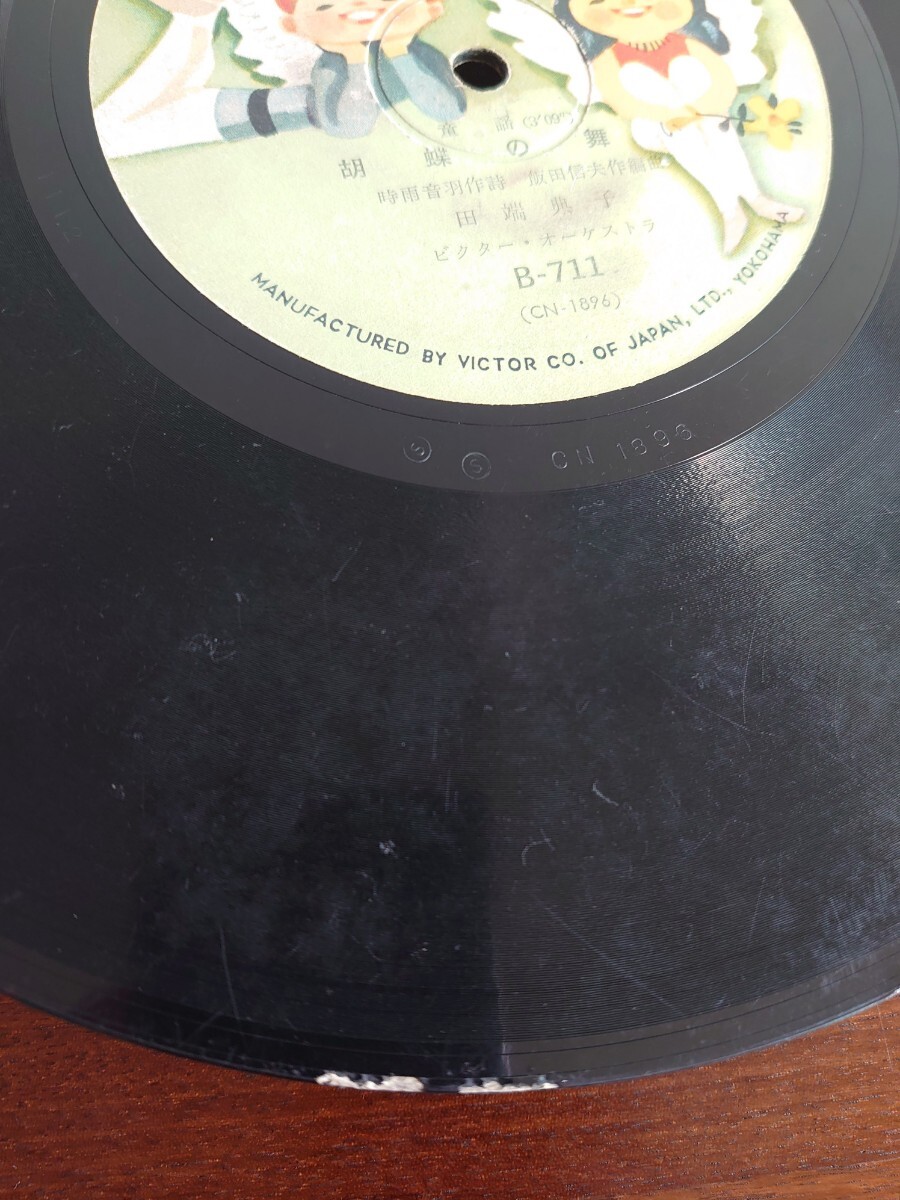 童謡 (3'09")
胡蝶の舞い
時雨音羽作詩 飯田信夫作編曲
田端典子
ビクター・オーケストラ
B-711
(CN-1896)
MANUFACTURED BY VICTOR CO. OF JAPAN, LTD., YOKOHAMA
S S CN 1896